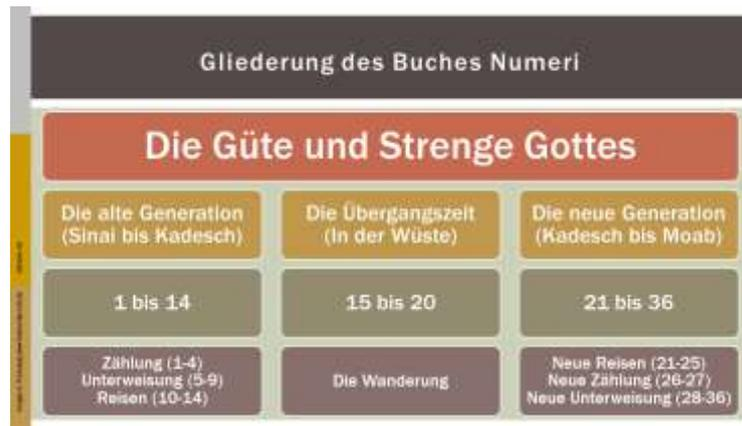 Gliederung des Buches Numeri
Die Güte und Strenge Gottes
Die alte Generation
(Sinai bis Kadesch)
Die Übergangszeit
(In der Wüste)
Die neue Generation
(Kadesch bis Moab)
1 bis 14
15 bis 20
21 bis 36
Zählung (1-4)
Unterweisung (5-9)
Reisen (10-14)
Die Wanderung
Neue Reisen (21-25)
Neue Zählung (26-27)
Neue Unterweisung (28-36)